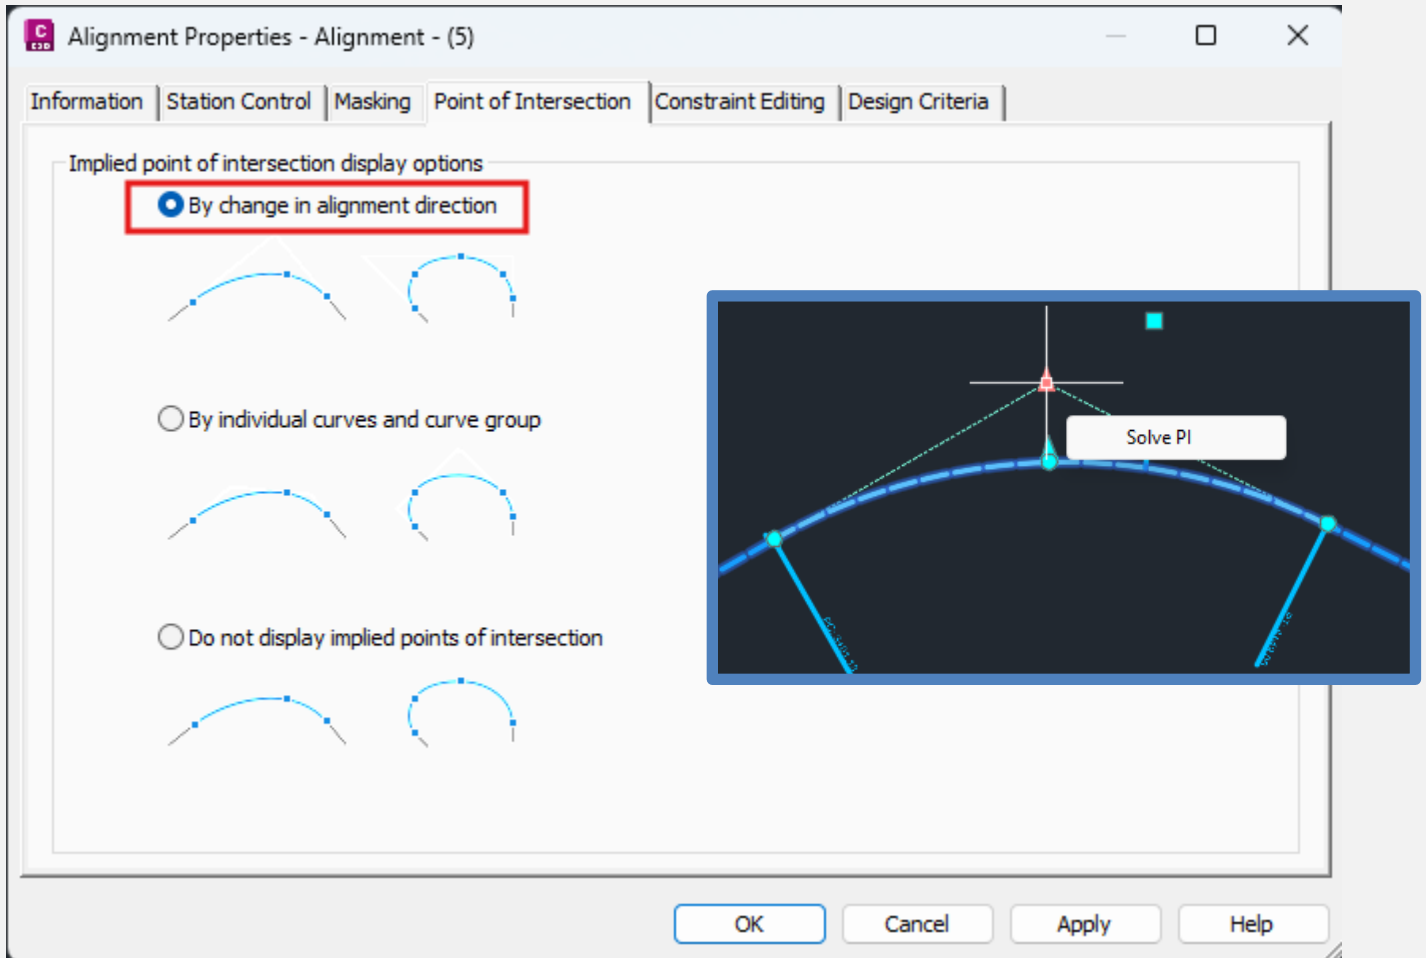 C
C3D
Alignment Properties - Alignment - (5)
Information
Station Control
Masking
Point of Intersection
Constraint Editing
Design Criteria
Implied point of intersection display options
By change in alignment direction
By individual curves and curve group
Solve PI
Do not display implied points of intersection
OK
Cancel
Apply
Help